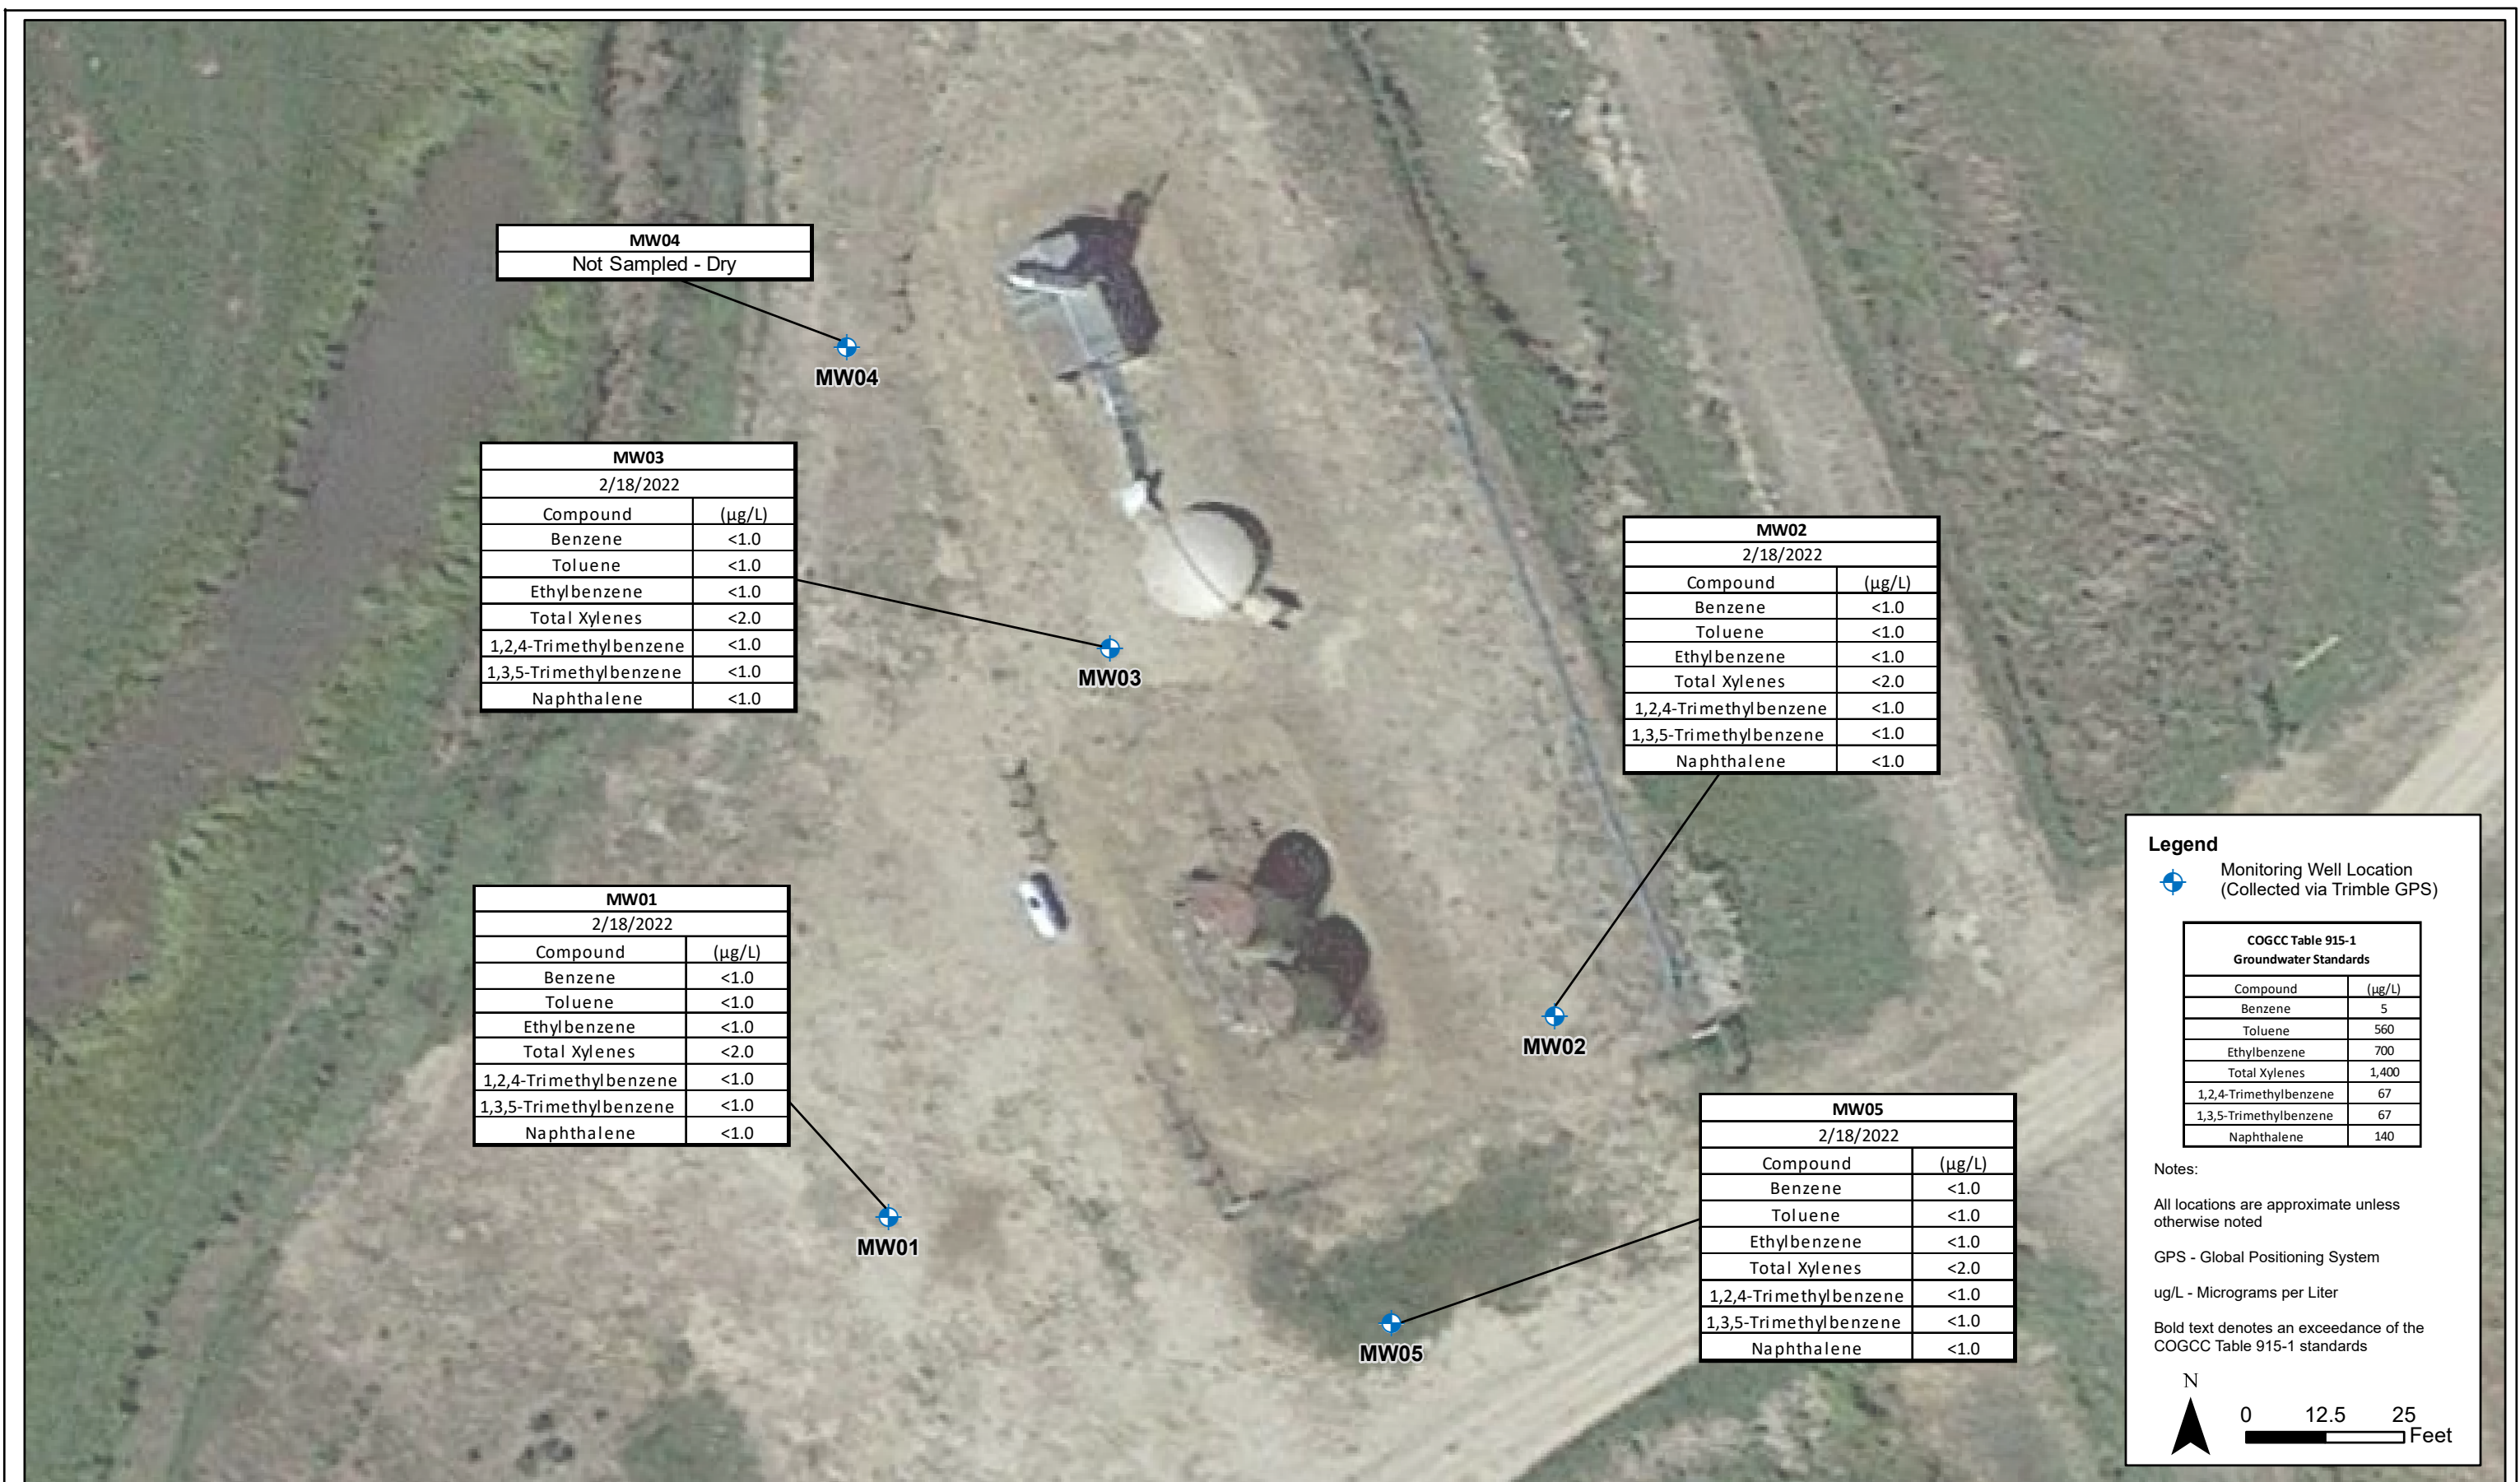 MW04
Not Sampled - Dry
MW04
MW03
2/18/2022
Compound (µg/L)
Benzene <1.0
Toluene <1.0
Ethylbenzene <1.0
Total Xylenes <2.0
1,2,4-Trimethylbenzene <1.0
1,3,5-Trimethylbenzene <1.0
Naphthalene <1.0
MW03
MW02
2/18/2022
Compound (µg/L)
Benzene <1.0
Toluene <1.0
Ethylbenzene <1.0
Total Xylenes <2.0
1,2,4-Trimethylbenzene <1.0
1,3,5-Trimethylbenzene <1.0
Naphthalene <1.0
MW02
MW01
2/18/2022
Compound (µg/L)
Benzene <1.0
Toluene <1.0
Ethylbenzene <1.0
Total Xylenes <2.0
1,2,4-Trimethylbenzene <1.0
1,3,5-Trimethylbenzene <1.0
Naphthalene <1.0
MW01
MW05
2/18/2022
Compound (µg/L)
Benzene <1.0
Toluene <1.0
Ethylbenzene <1.0
Total Xylenes <2.0
1,2,4-Trimethylbenzene <1.0
1,3,5-Trimethylbenzene <1.0
Naphthalene <1.0
MW05
Legend
Monitoring Well Location
(Collected via Trimble GPS)
COGCC Table 915-1
Groundwater Standards
Compound (µg/L)
Benzene 5
Toluene 560
Ethylbenzene 700
Total Xylenes 1,400
1,2,4-Trimethylbenzene 67
1,3,5-Trimethylbenzene 67
Naphthalene 140
Notes:
All locations are approximate unless
otherwise noted
GPS - Global Positioning System
ug/L - Micrograms per Liter
Bold text denotes an exceedance of the
COGCC Table 915-1 standards
N
0 12.5 25
Feet